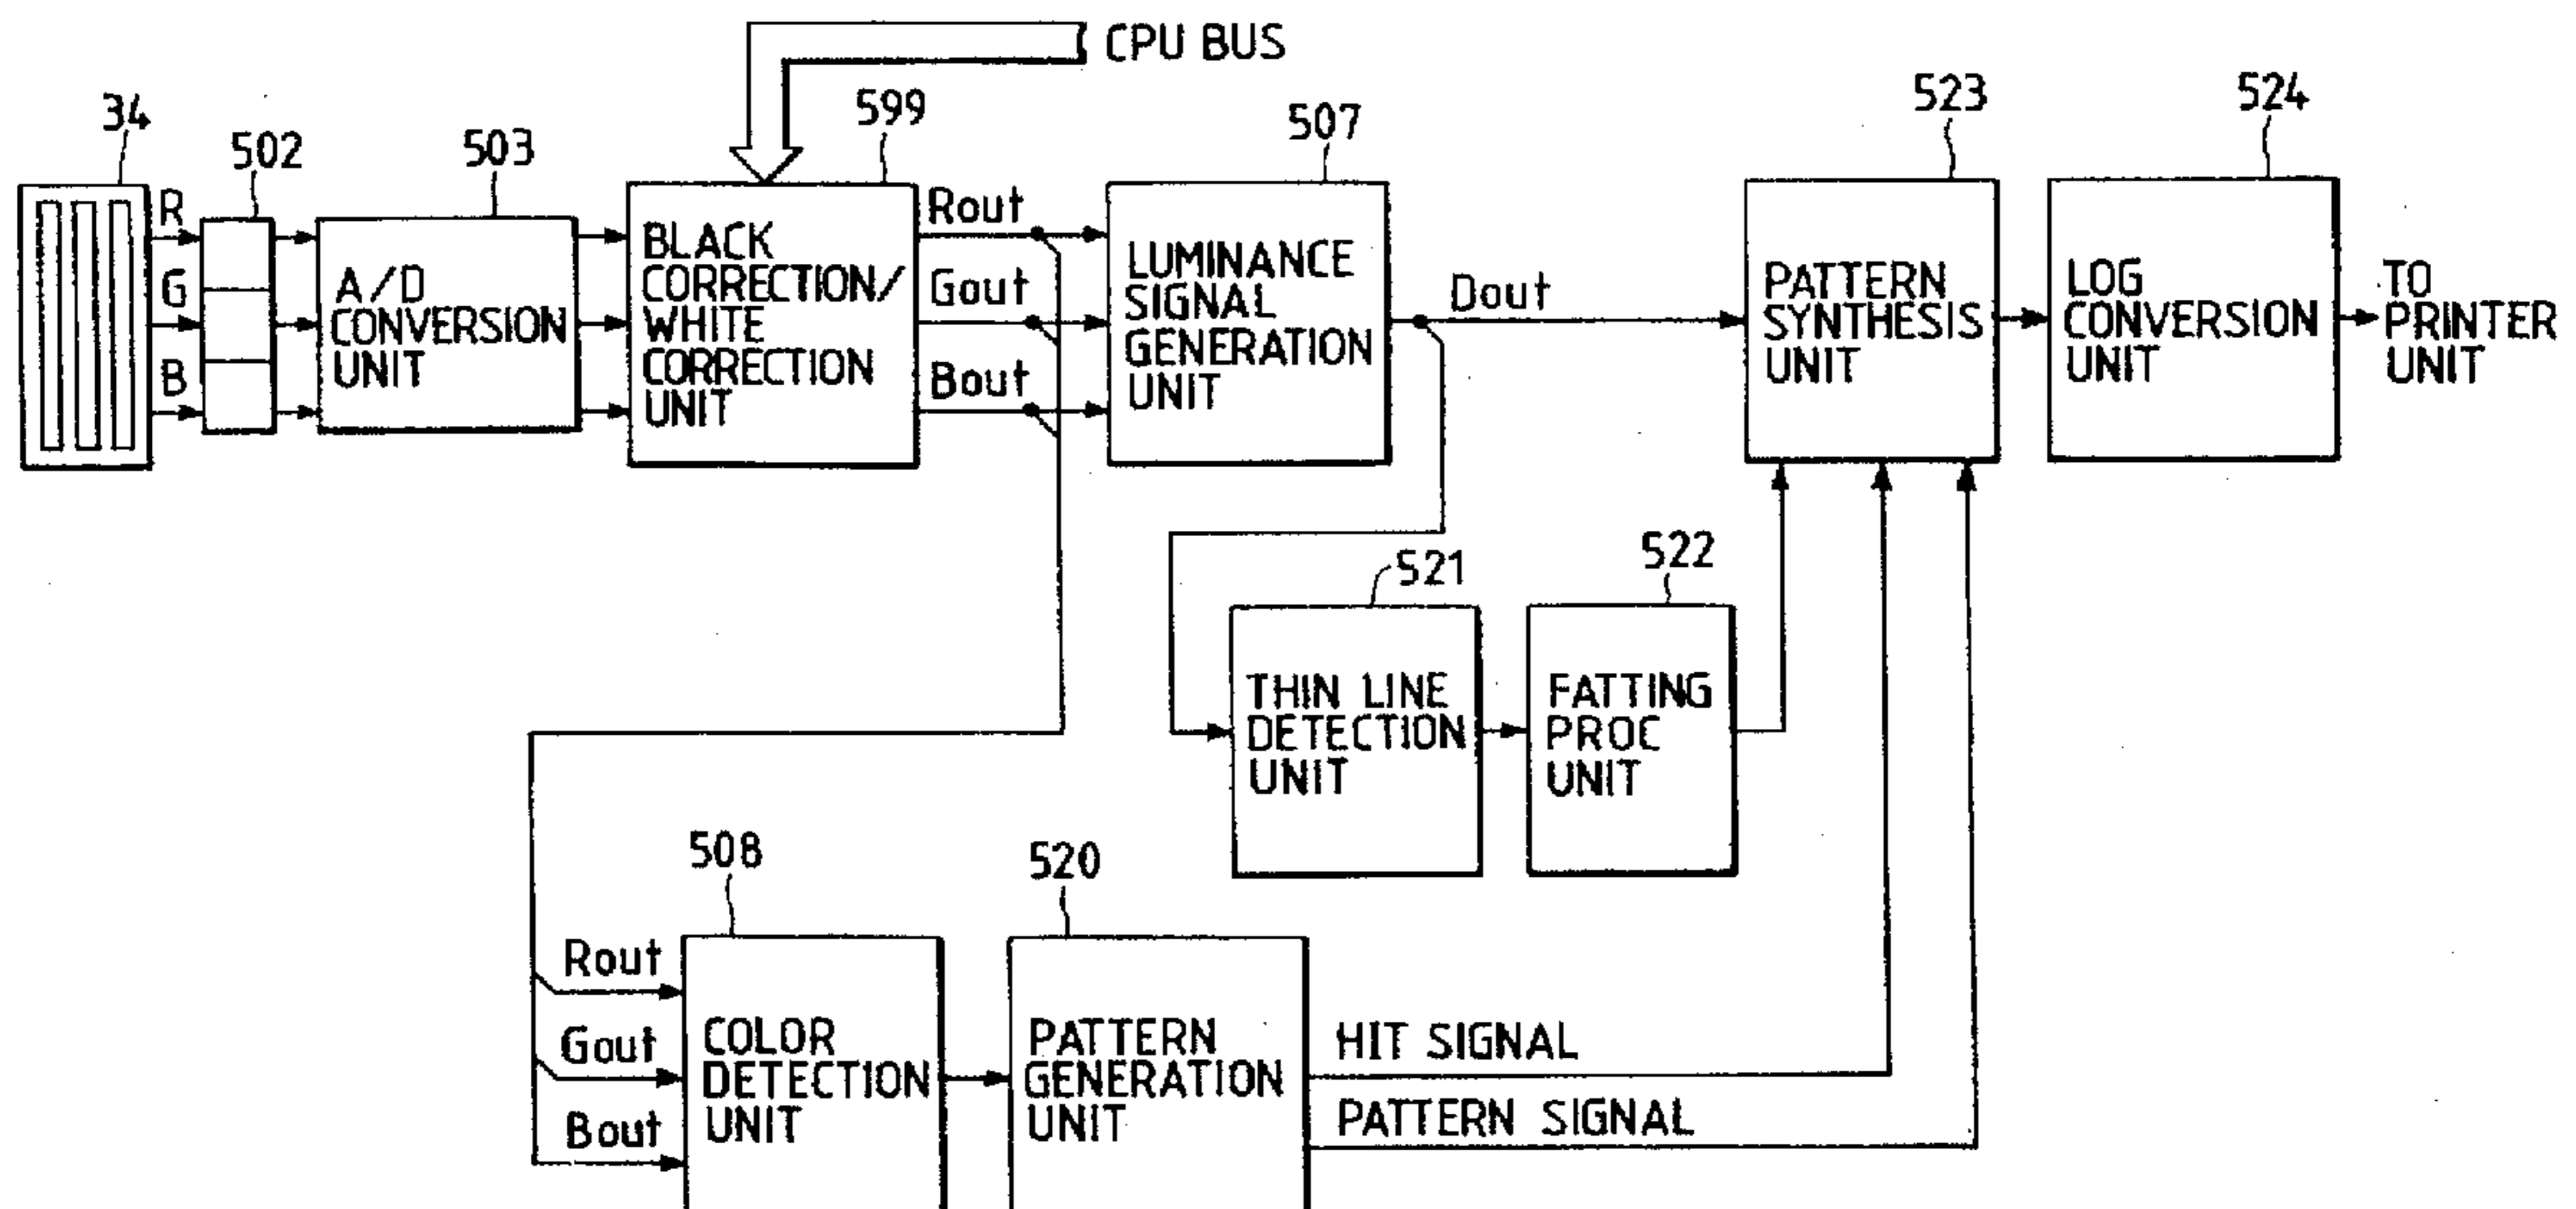 CPU BUS
34
502
503
599
507
523
524
R
G
B
A/D
CONVERSION
UNIT
BLACK
CORRECTION/
WHITE
CORRECTION
UNIT
Rout
Gout
Bout
LUMINANCE
SIGNAL
GENERATION
UNIT
Dout
PATTERN
SYNTHESIS
UNIT
LOG
CONVERSION
UNIT
TO
PRINTER
UNIT
521
522
THIN LINE
DETECTION
UNIT
FATTING
PROC
UNIT
508
520
Rout
Gout
Bout
COLOR
DETECTION
UNIT
PATTERN
GENERATION
UNIT
HIT SIGNAL
PATTERN SIGNAL